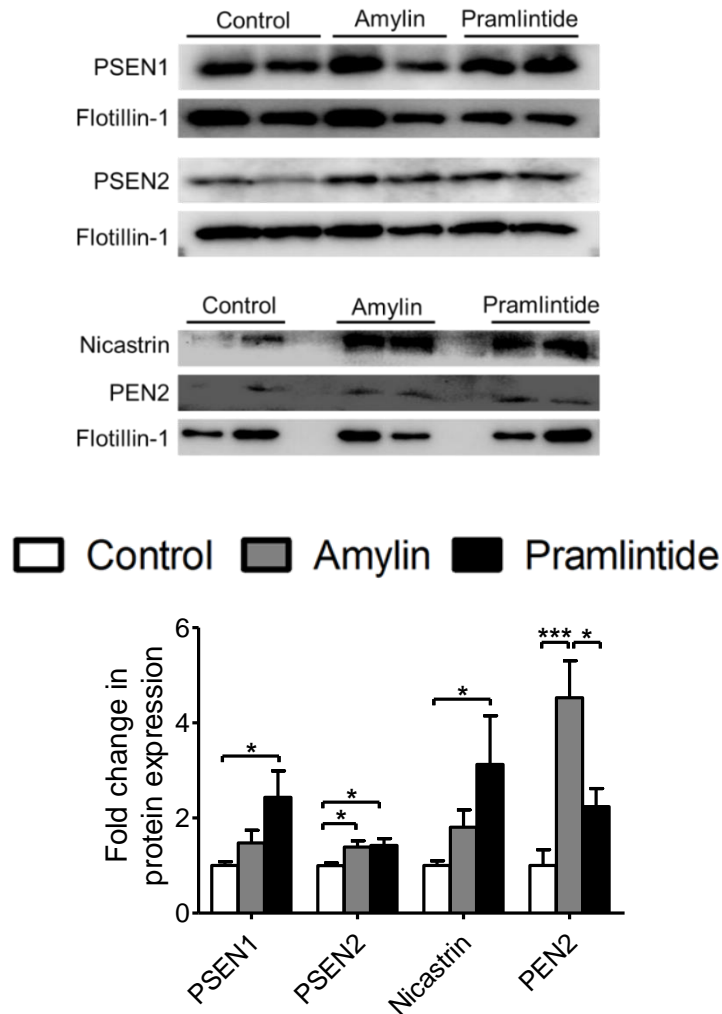 Control Amylin Pramlintide
PSEN1
Flotillin-1
PSEN2
Flotillin-1
Control Amylin Pramlintide
Nicastrin
PEN2
Flotillin-1
Control Amylin Pramlintide
Fold change in
protein expression
6
4
2
0
* * * * *** *
PSEN1 PSEN2 Nicastrin PEN2